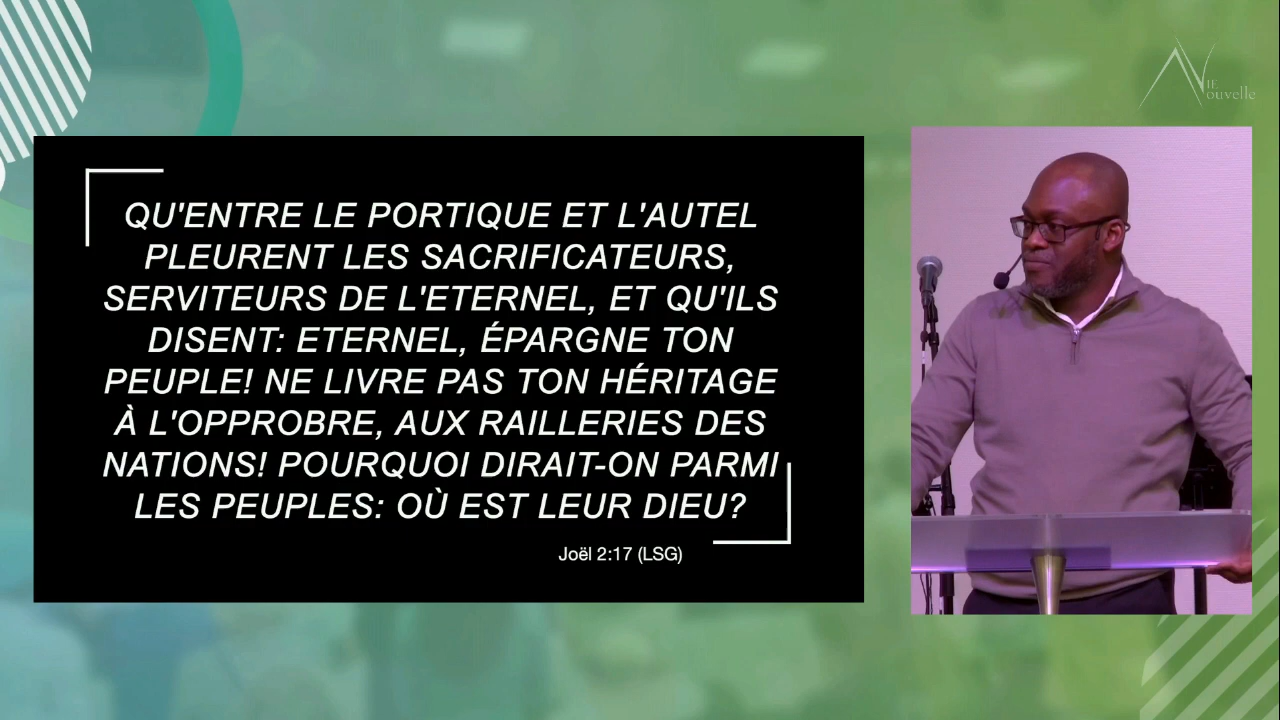 VIE
Nouvelle
QU'ENTRE LE PORTIQUE ET L'AUTEL
PLEURENT LES SACRIFICATEURS,
SERVITEURS DE L'ETERNEL, ET QU'ILS
DISENT: ETERNEL, ÉPARGNE TON
PEUPLE! NE LIVRE PAS TON HÉRITAGE
À L'OPPROBRE, AUX RAILLERIES DES
NATIONS! POURQUOI DIRAIT-ON PARMI
LES PEUPLES: OÙ EST LEUR DIEU?
Joël 2:17 (LSG)